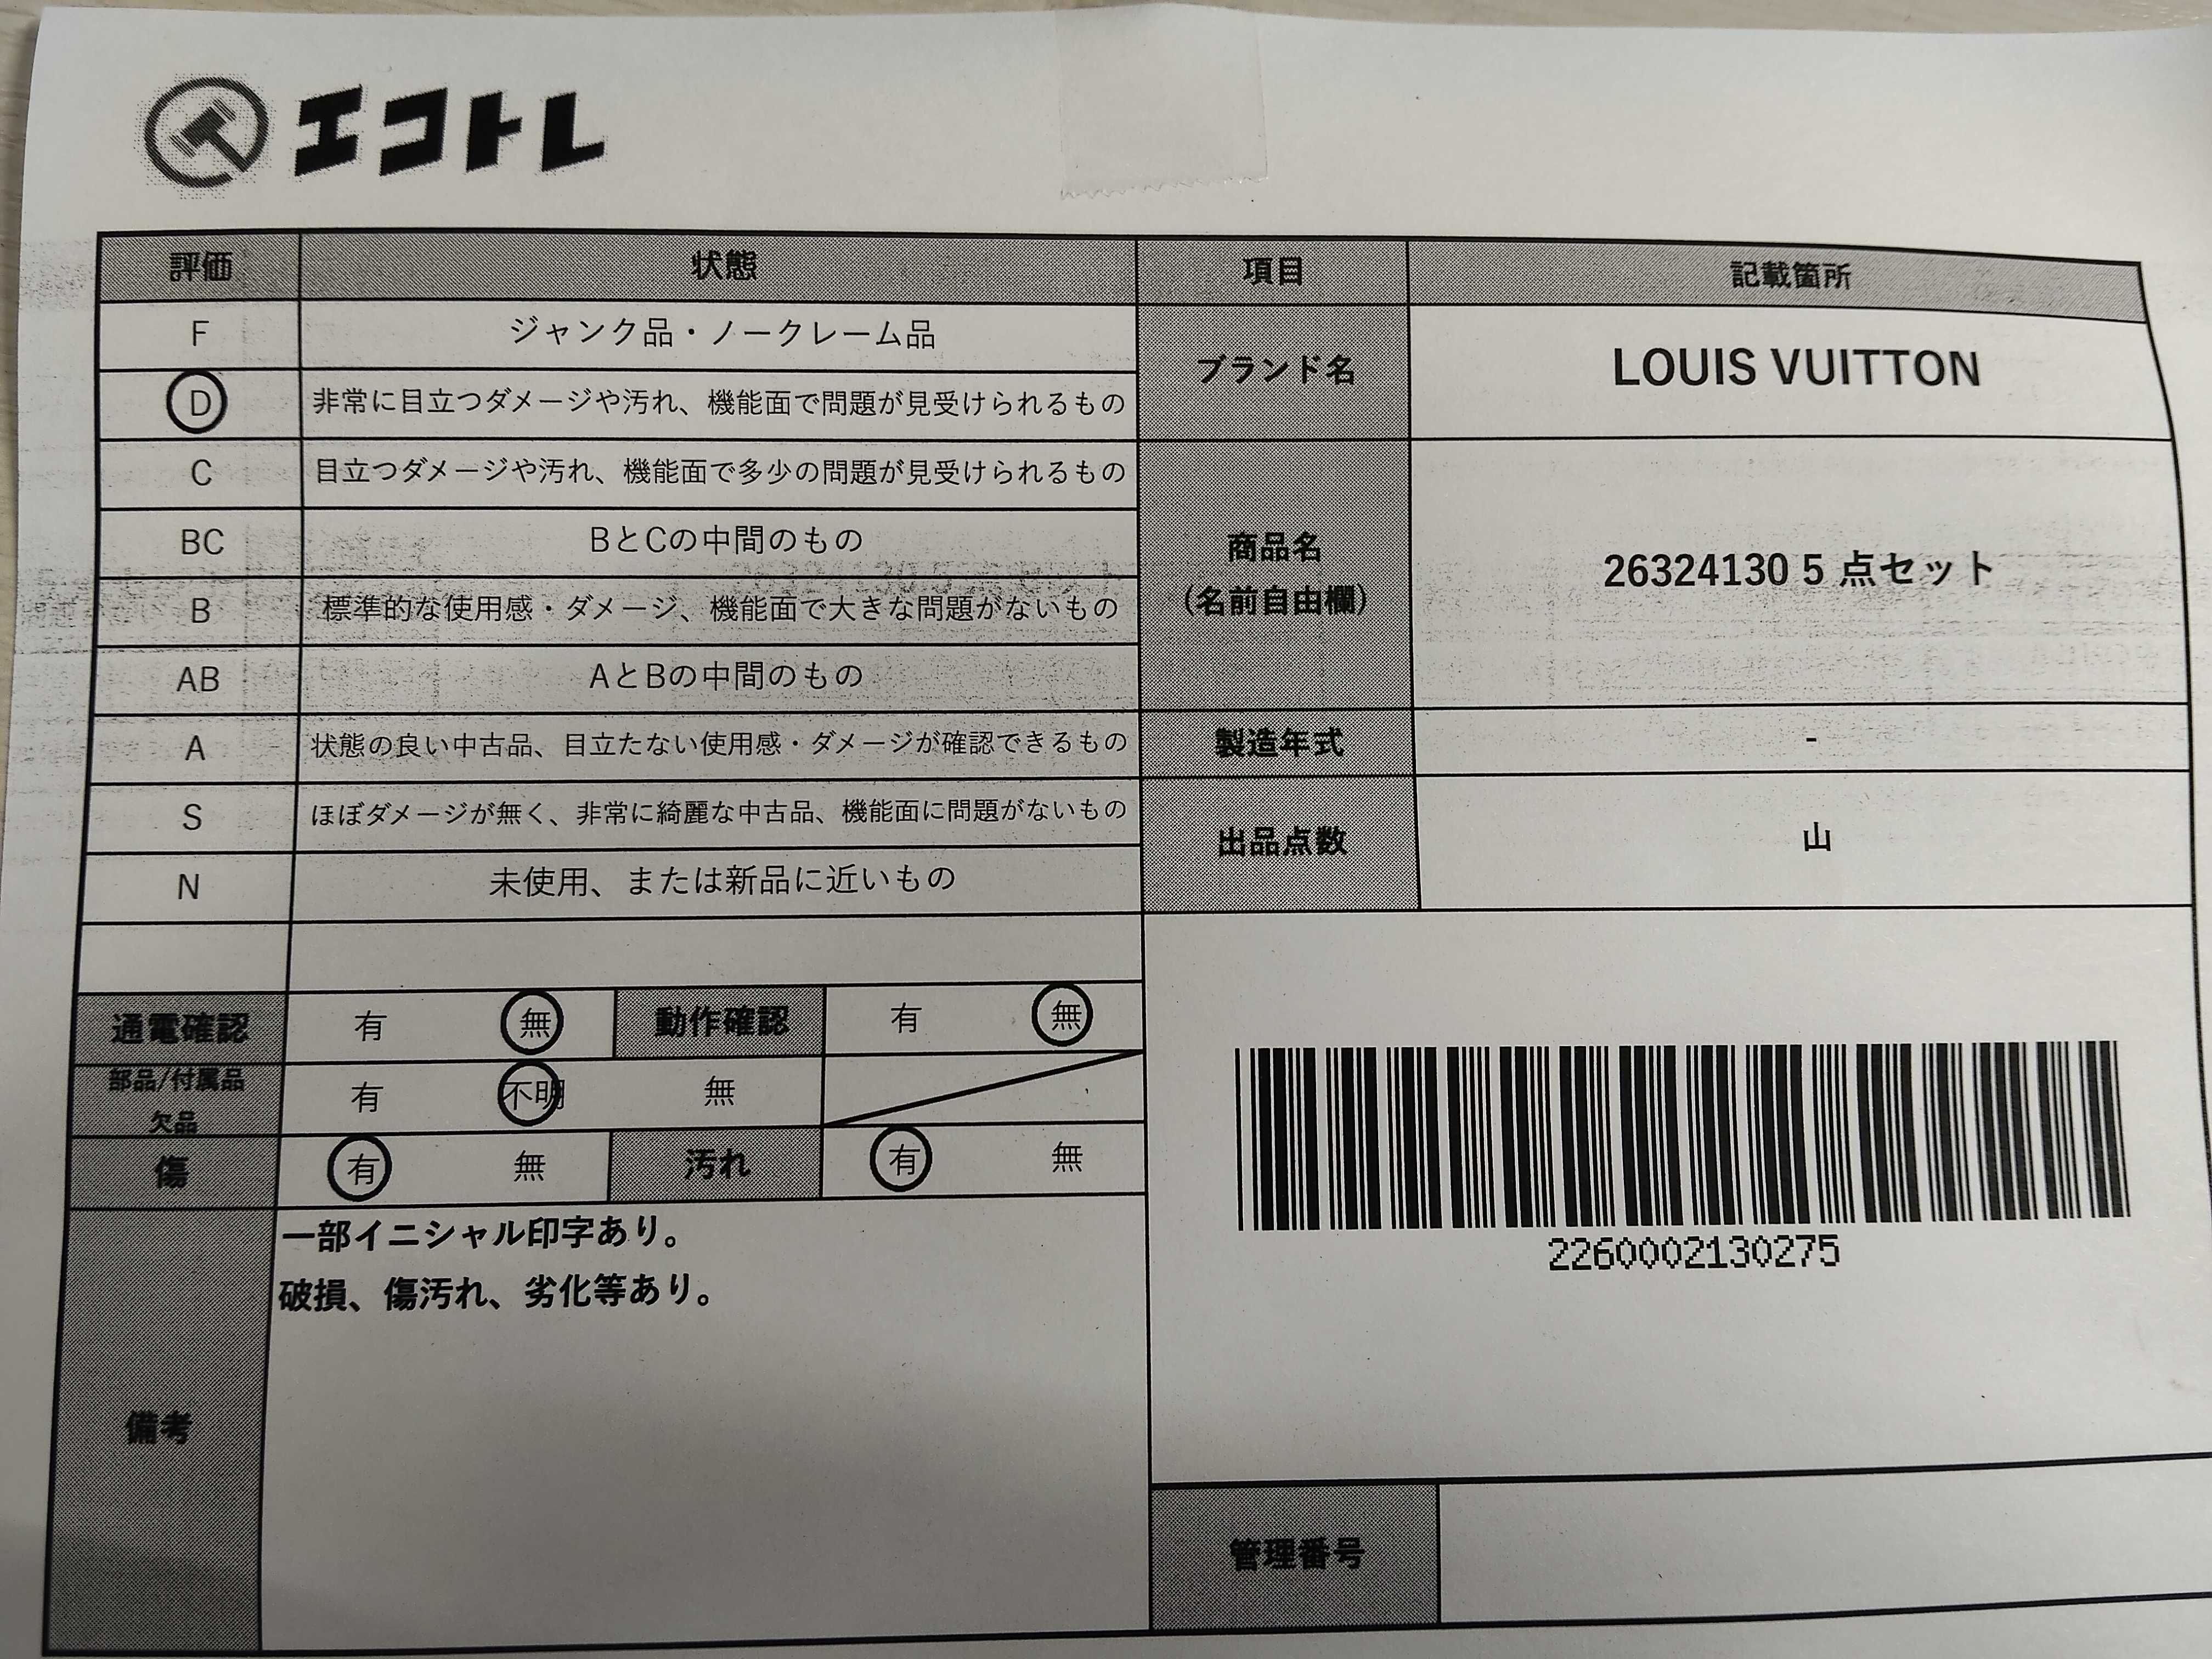 エコトレ
評価 状態 項目 記載箇所
F ジャンク品・ノークレーム品
D 非常に目立つダメージや汚れ、機能面で問題が見受けられるもの
ブランド名 LOUIS VUITTON
C 目立つダメージや汚れ、機能面で多少の問題が見受けられるもの
BC BとCの中間のもの
商品名
(名前自由欄)
26324130 5 点セット
B 標準的な使用感・ダメージ、機能面で大きな問題がないもの
AB AとBの中間のもの
A 状態の良い中古品、目立たない使用感・ダメージが確認できるもの
製造年式 -
S ほぼダメージが無く、非常に綺麗な中古品、機能面に問題がないもの
出品点数 山
N 未使用、または新品に近いもの
通電確認 有 無 動作確認 有 無
部品/付属品
欠品
有 不明 無
傷 有 無 汚れ 有 無
備考
一部イニシャル印字あり。
破損、傷汚れ、劣化等あり。
2260002130275
管理番号